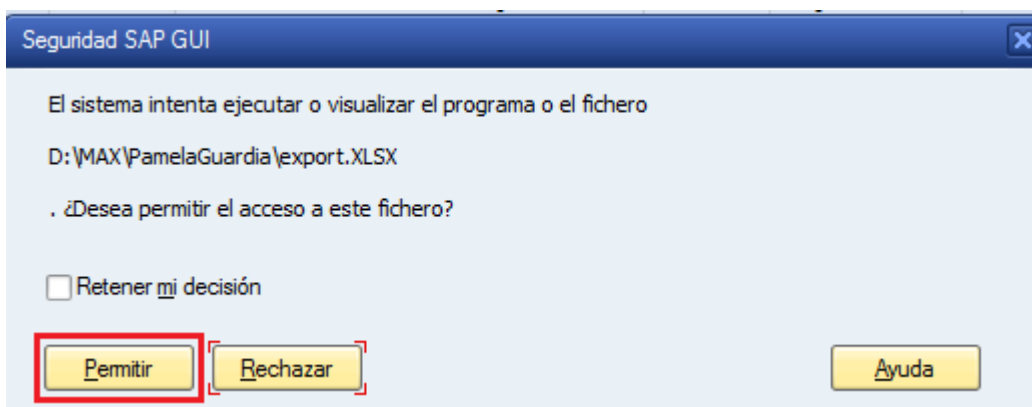 Seguridad SAP GUI
El sistema intenta ejecutar o visualizar el programa o el fichero
D:\MAX\PamelaGuardia\export.XLSX
. ¿Desea permitir el acceso a este fichero?
Retener mi decisión
Permitir Rechazar Ayuda